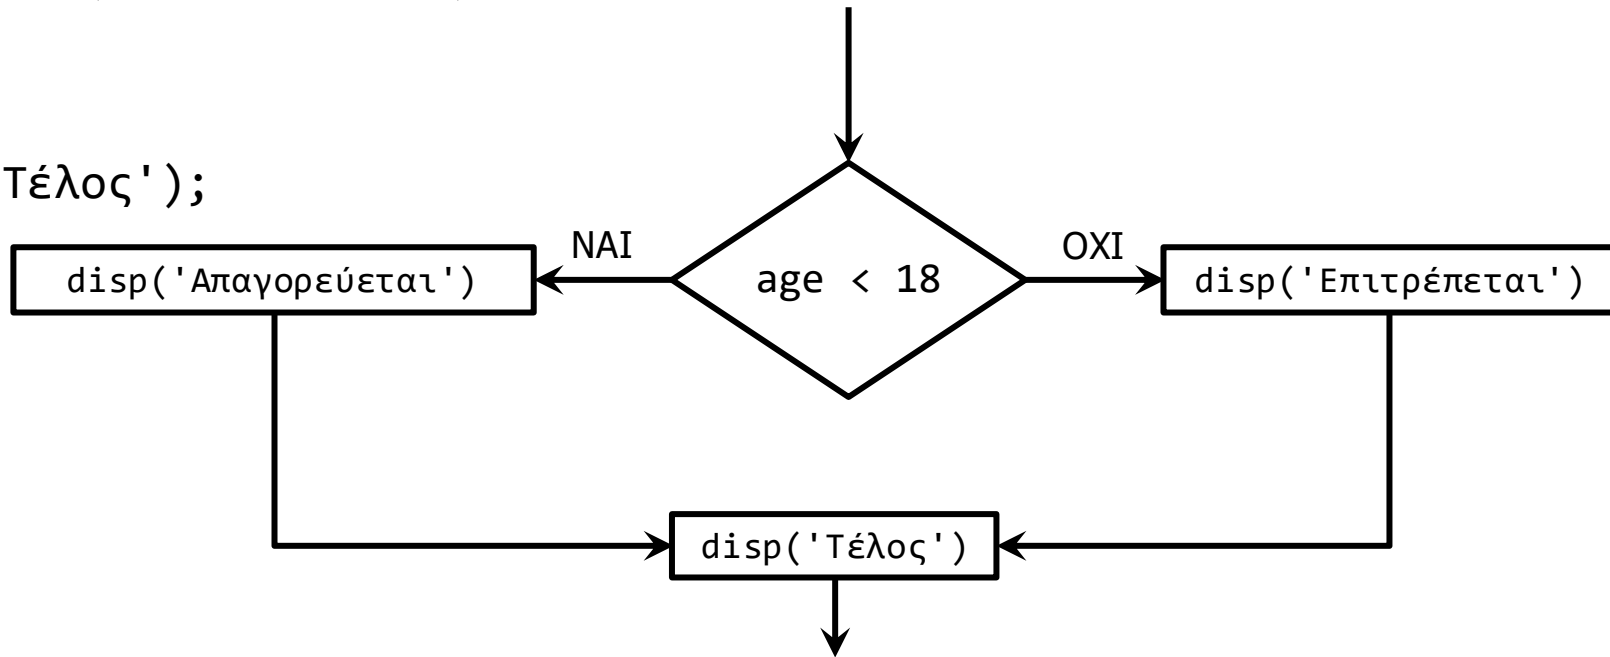 Τέλος');
ΝΑΙ
ΟΧΙ
disp('Απαγορεύεται')
age < 18
disp('Επιτρέπεται')
disp('Τέλος')